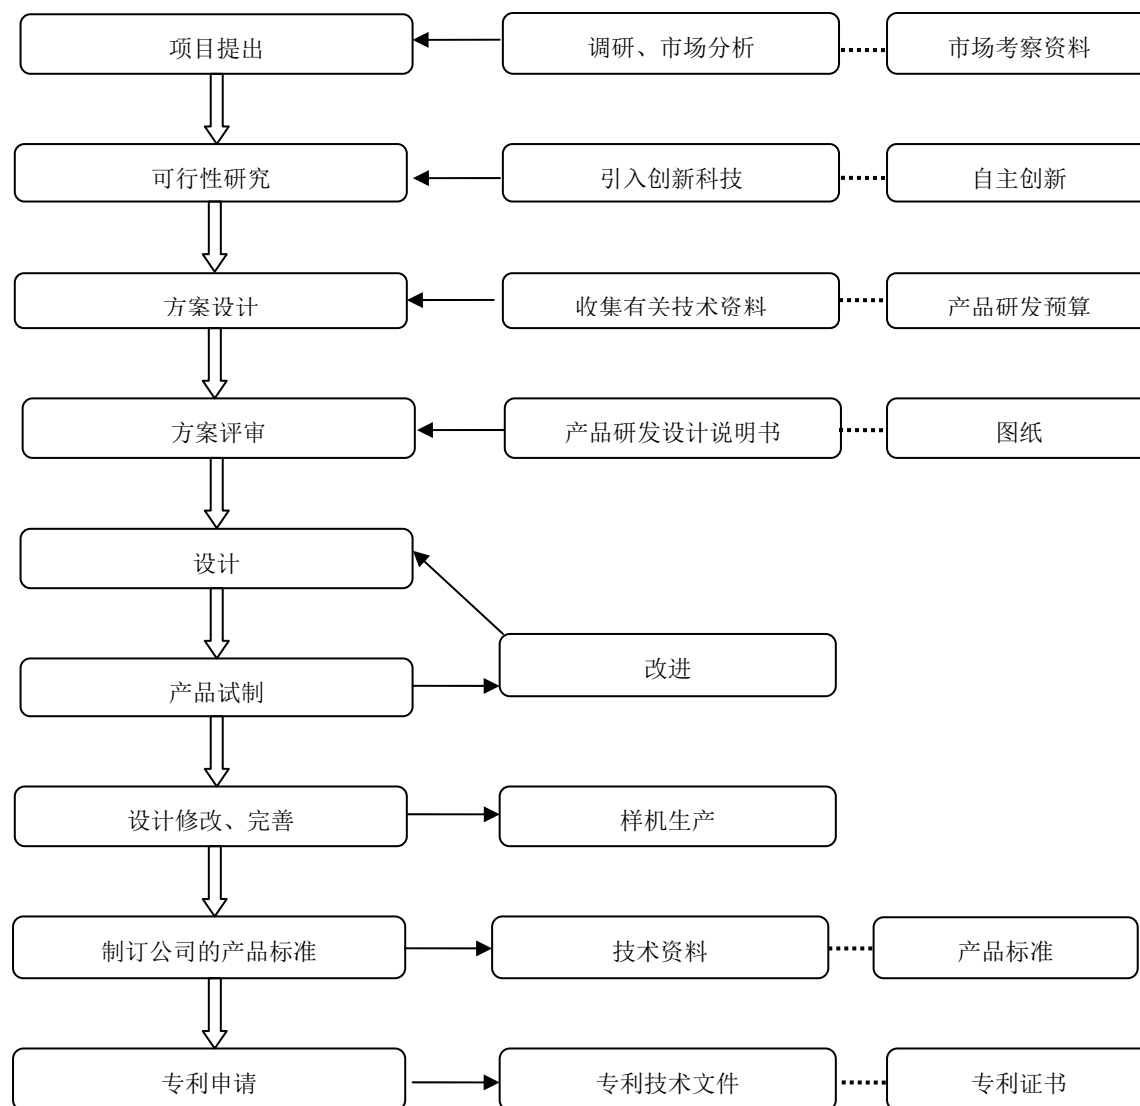 项目提出
调研、市场分析
市场考察资料
可行性研究
引入创新科技
自主创新
方案设计
收集有关技术资料
产品研发预算
方案评审
产品研发设计说明书
图纸
设计
改进
产品试制
设计修改、完善
样机生产
制订公司的产品标准
技术资料
产品标准
专利申请
专利技术文件
专利证书